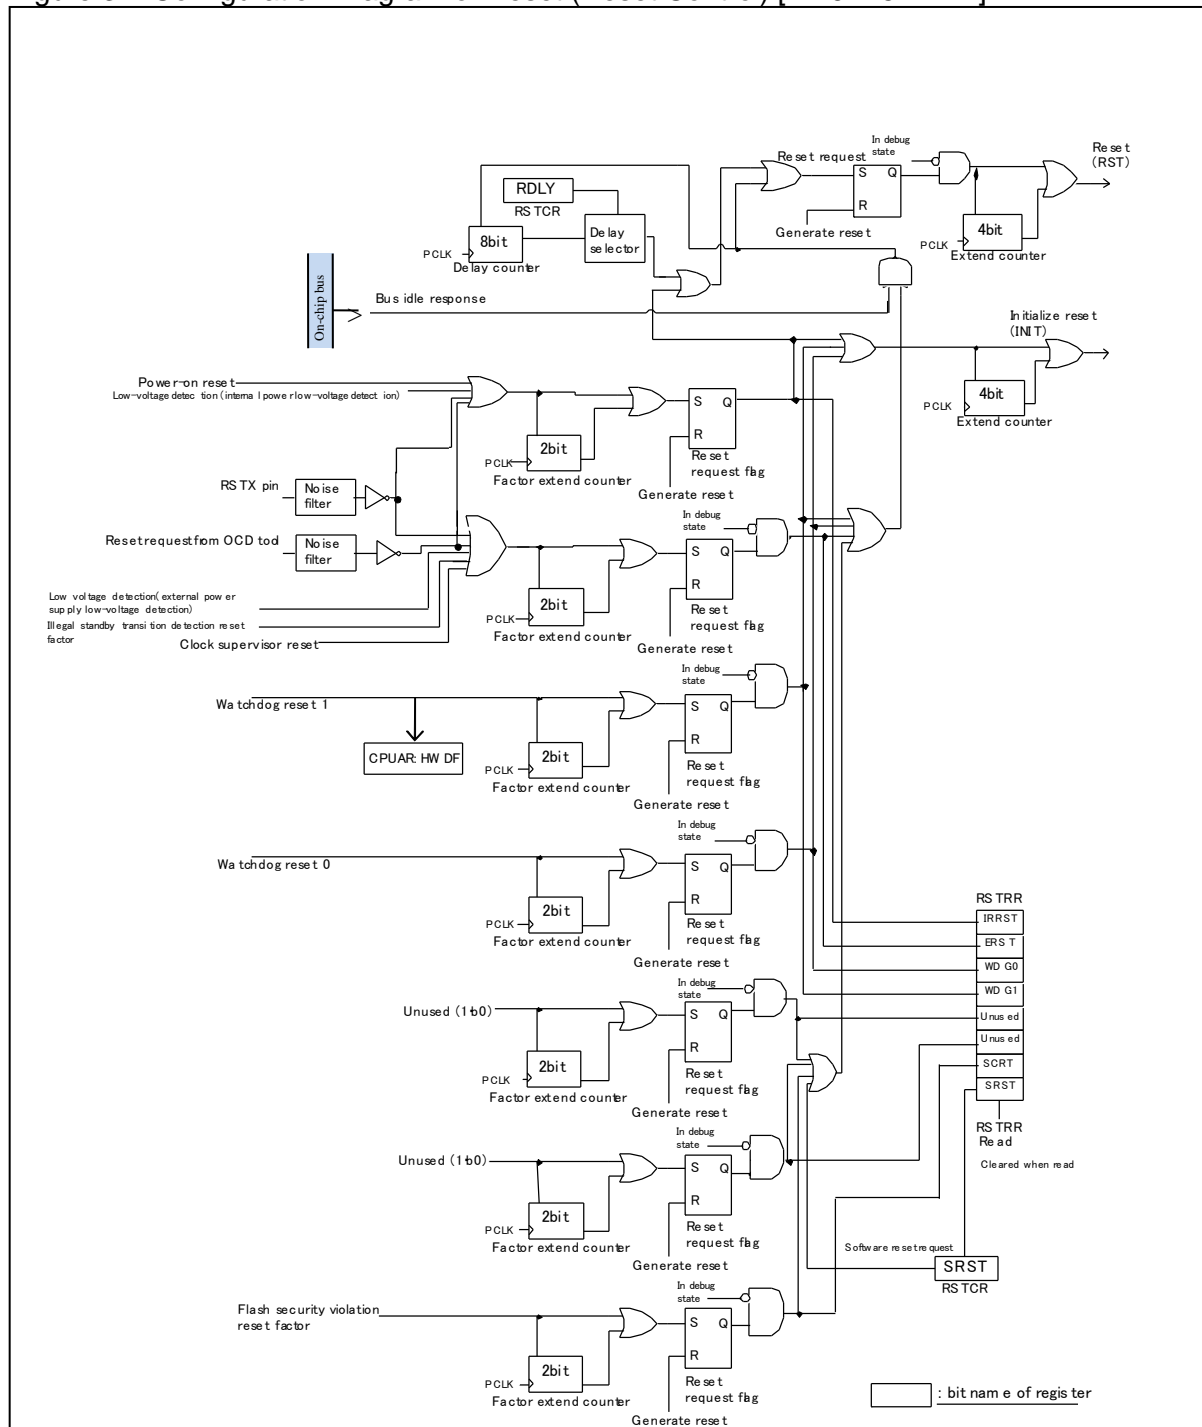 In debug
state
Reset request
Reset
(RST)
RDLY
RSTCR
S Q
R
8bit
Delay
selector
PCLK
Delay counter
Generate reset
4bit
PCLK
Extend counter
On-chip bus
Bus idle response
Initialize reset
(INIT)
Power-on reset
Low-voltage detection (internal power low-voltage detection)
S Q
R
4bit
PCLK
Extend counter
2bit
PCLK
Factor extend counter
Reset
request flag
Generate reset
RSTX pin
Noise
filter
In debug
state
Reset request from OCD tool
Noise
filter
S Q
R
Low voltage detection(external power
supply low-voltage detection)
Illegal standby transition detection reset
factor
Clock supervisor reset
2bit
PCLK
Factor extend counter
Reset
request flag
Generate reset
In debug
state
Watchdog reset 1
S Q
R
CPUAR:HWDF
2bit
PCLK
Factor extend counter
Reset
request flag
Generate reset
In debug
state
Watchdog reset 0
S Q
R
2bit
PCLK
Factor extend counter
Reset
request flag
Generate reset
RSTRR
IRRST
ERST
WDG0
WDG1
Unused
Unused
SCRT
SRST
RSTRR
Read
Cleared when read
In debug
state
Unused (1'b0)
S Q
R
2bit
PCLK
Factor extend counter
Reset
request flag
Generate reset
In debug
state
Unused (1'b0)
S Q
R
2bit
PCLK
Factor extend counter
Reset
request flag
Generate reset
Software reset request
SRST
RSTCR
In debug
state
Flash security violation
reset factor
S Q
R
2bit
PCLK
Factor extend counter
Reset
request flag
Generate reset
: bit name of register